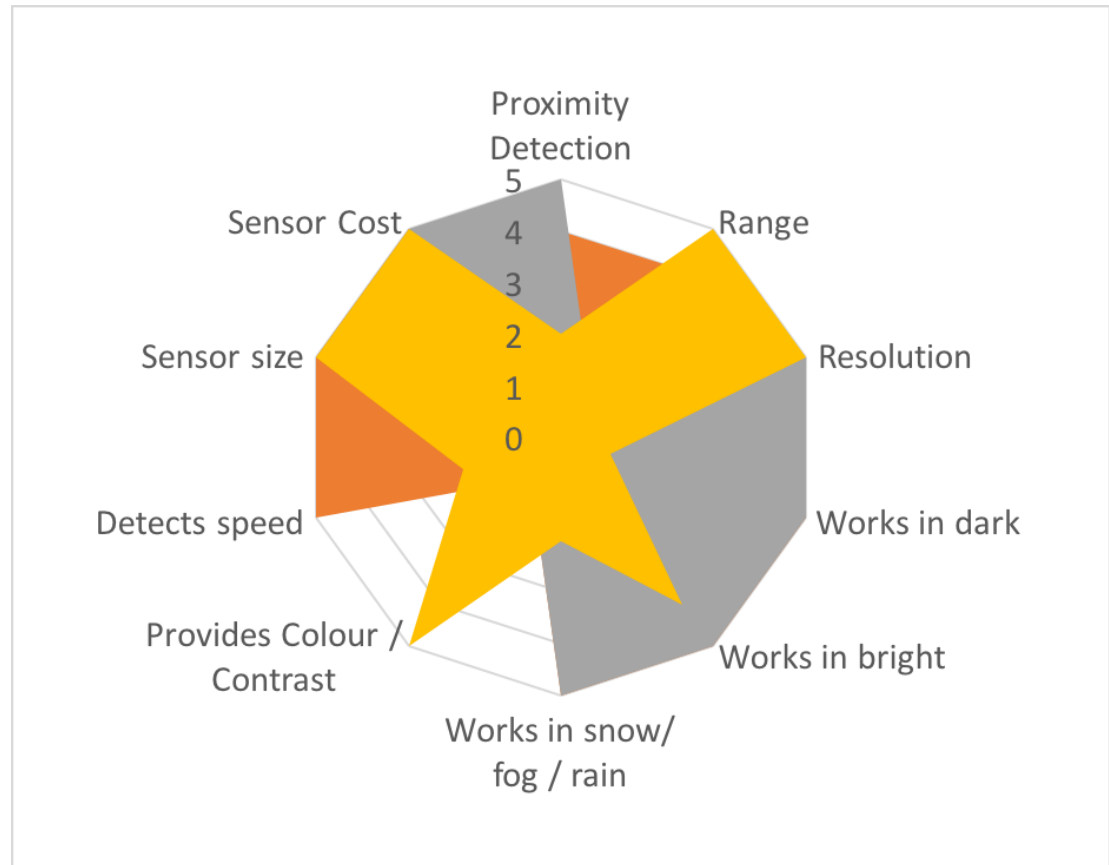 Proximity
Detection
5
Sensor Cost
Range
4
3
2
Sensor size
Resolution
1
0
Detects speed
Works in dark
Provides Colour /
Contrast
Works in bright
Works in snow/
fog / rain